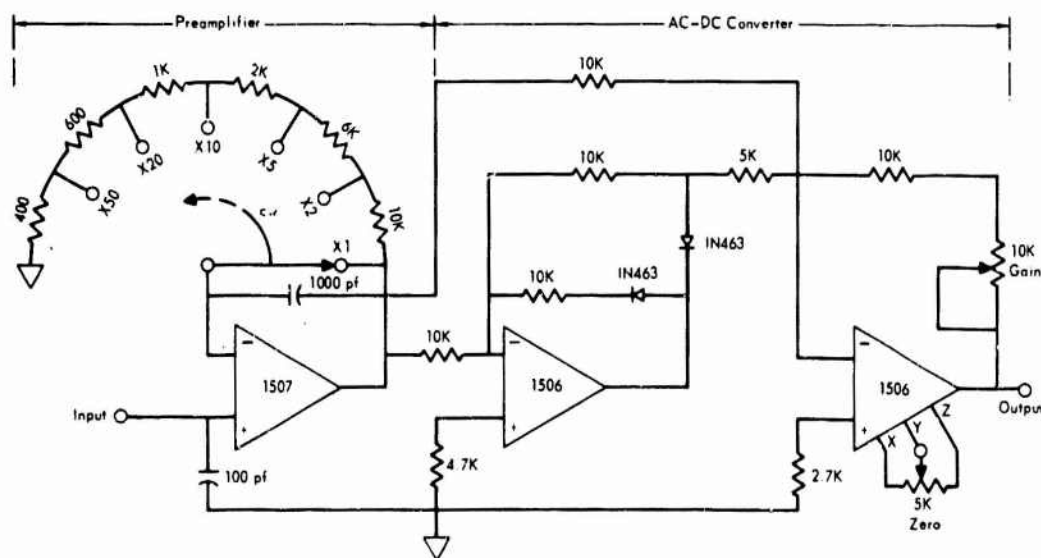 Preamplifier
AC-DC Converter
1K
2K
10K
600
X20
X10
X5
6K
10K
5K
10K
400
X50
X2
10K
X1
IN463
10K
Gain
1000 pf
10K
IN463
10K
−
1507
+
−
1506
+
−
1506
+
X
Y
Z
Input
Output
100 pf
4.7K
2.7K
5K
Zero